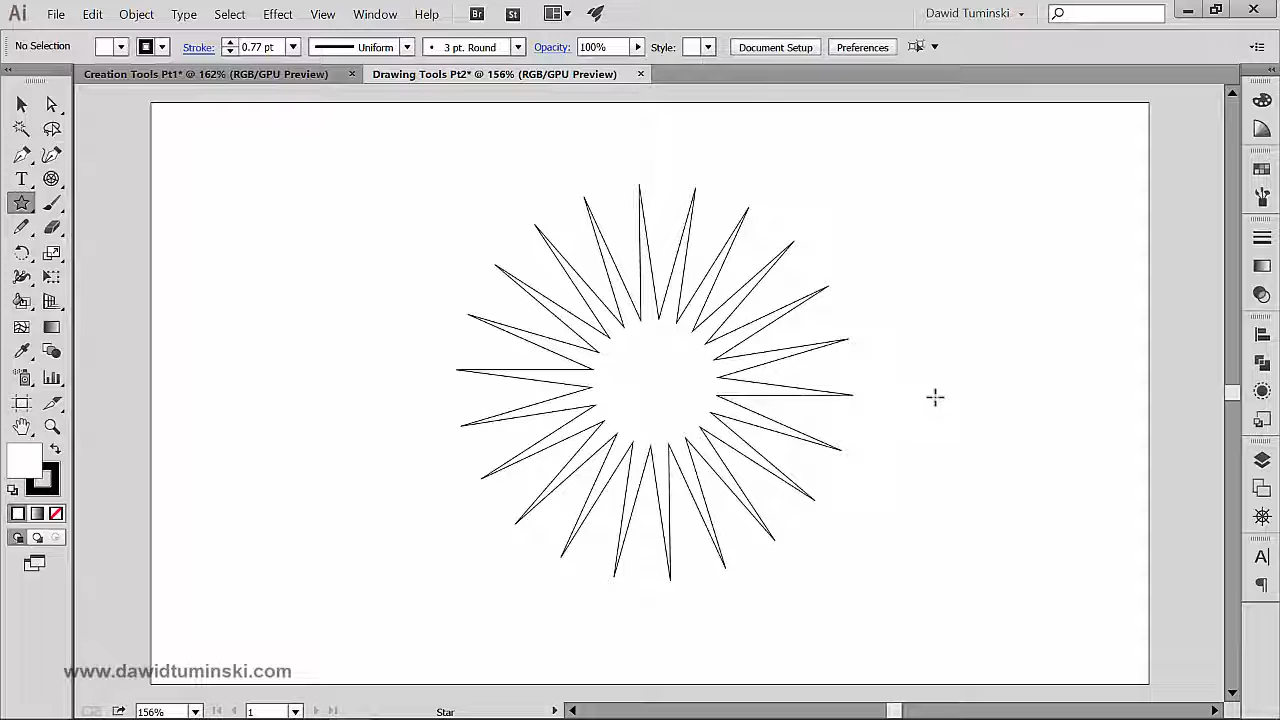 Ai File Edit Object Type Select Effect View Window Help Br St Dawid Tuminski
No Selection Stroke: 0.77 pt Uniform 3 pt. Round Opacity: 100% Style: Document Setup Preferences
Creation Tools Pt1* @ 162% (RGB/GPU Preview) Drawing Tools Pt2* @ 156% (RGB/GPU Preview)
www.dawidtuminski.com
156% 1 Star